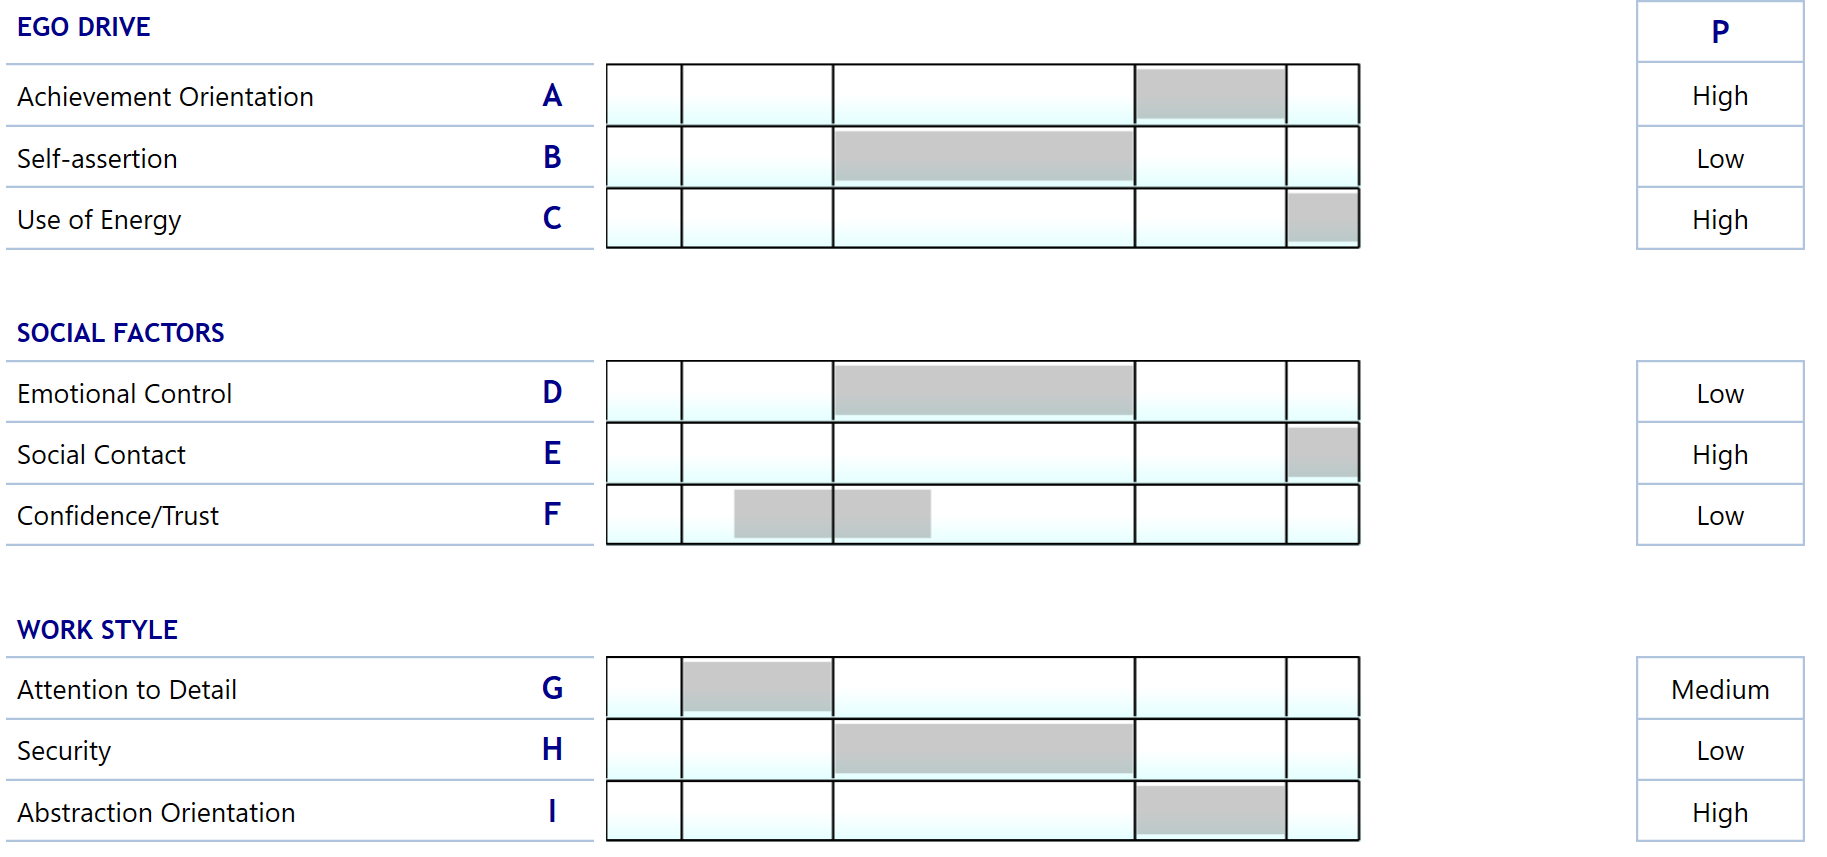 EGO DRIVE
P
Achievement Orientation A High
Self-assertion B Low
Use of Energy C High
SOCIAL FACTORS
Emotional Control D Low
Social Contact E High
Confidence/Trust F Low
WORK STYLE
Attention to Detail G Medium
Security H Low
Abstraction Orientation I High